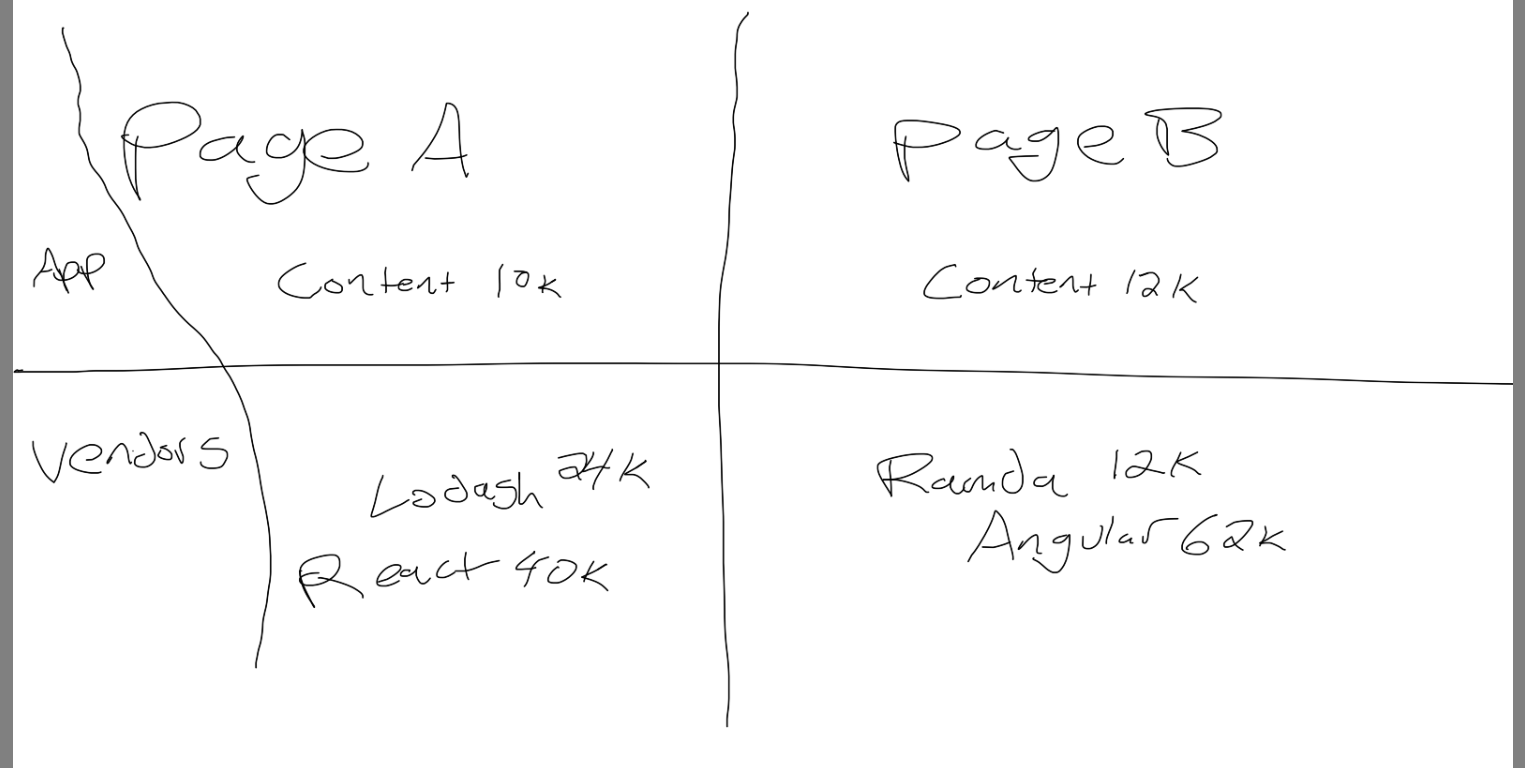 Page A
Page B
App
Content 10K
Content 12K
Vendors
Lodash 24K
React 40K
Ramda 12K
Angular 62K